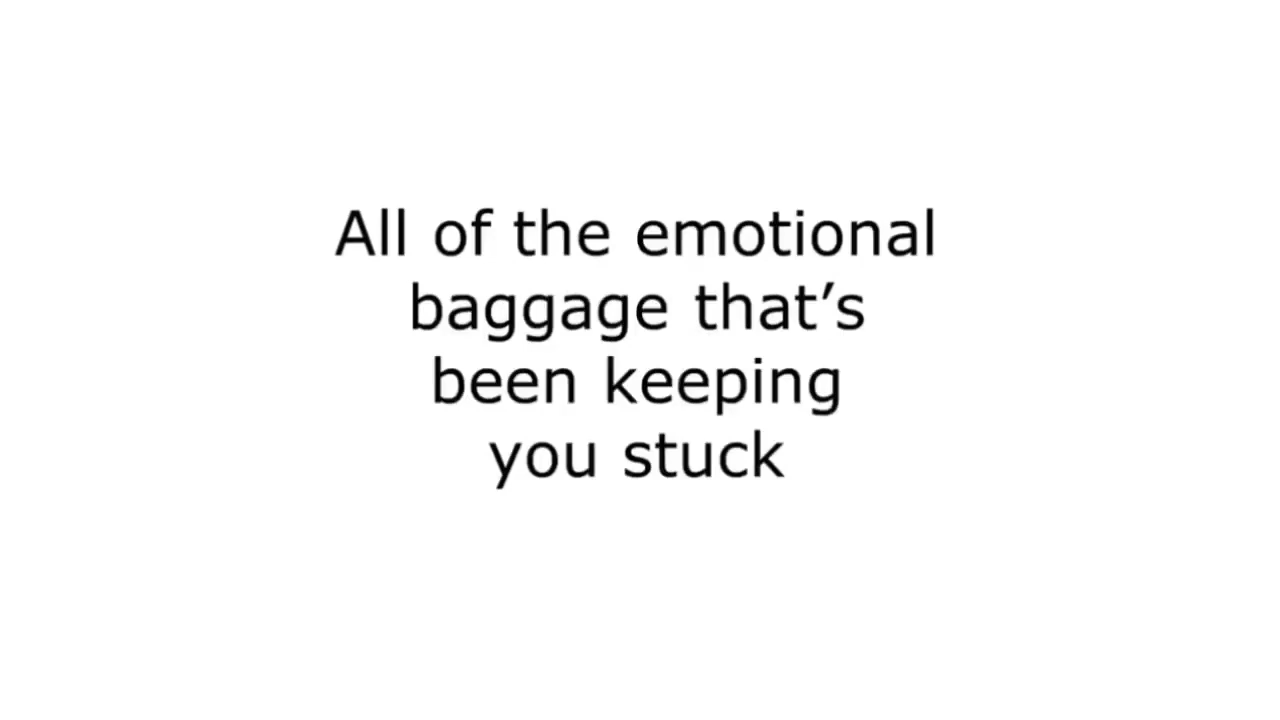 All of the emotional
baggage that’s
been keeping
you stuck